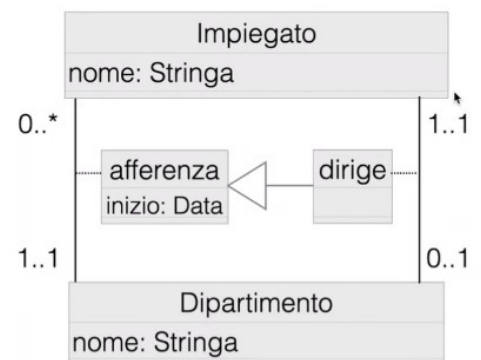 Impiegato
nome: Stringa
0..*
1..1
afferenza
dirige
inizio: Data
1..1
0..1
Dipartimento
nome: Stringa